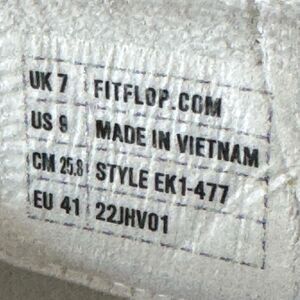 UK 7 FITFLOP.COM
US 9 MADE IN VIETNAM
CM 25.8 STYLE EK1-477
EU 41 22JHV01